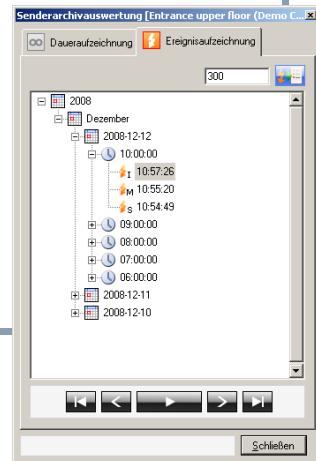 Senderarchivauswertung [Entrance upper floor (Demo C...
Daueraufzeichnung Ereignisaufzeichnung
300
2008
Dezember
2008-12-12
10:00:00
I 10:57:26
M 10:55:20
S 10:54:49
09:00:00
08:00:00
07:00:00
06:00:00
2008-12-11
2008-12-10
Schließen